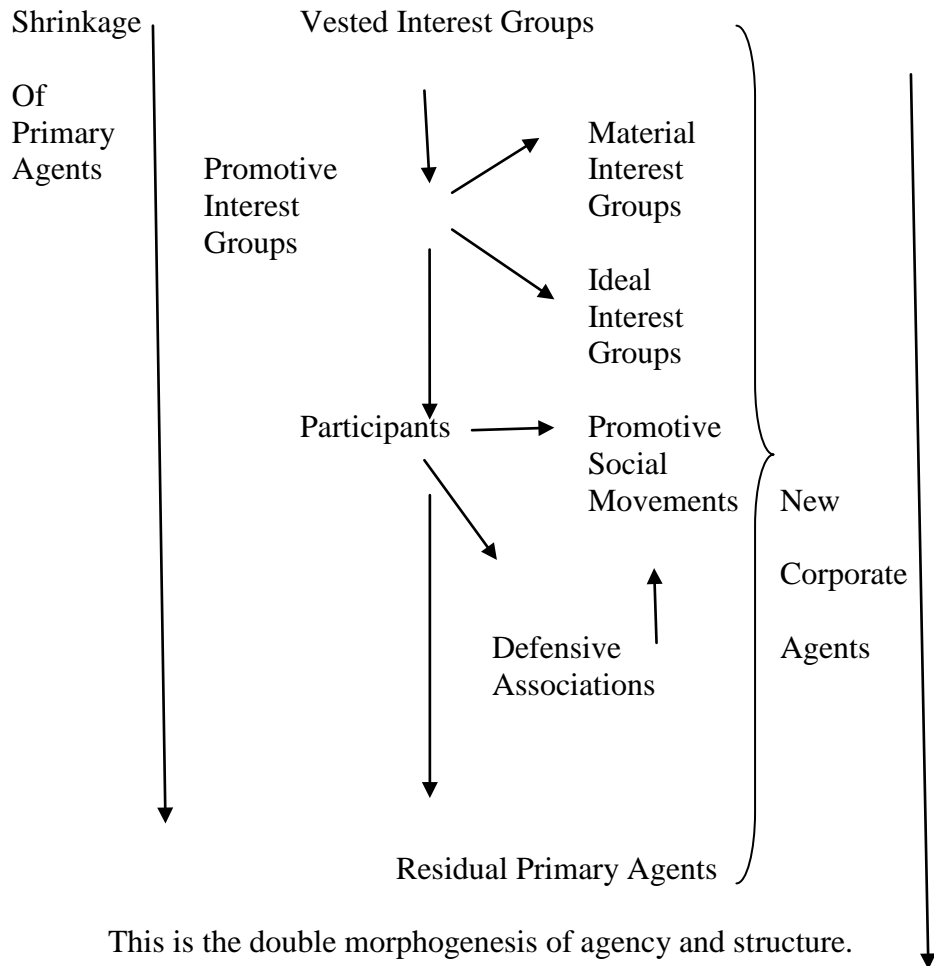 Shrinkage
Of
Primary
Agents
Vested Interest Groups
Promotive
Interest
Groups
Material
Interest
Groups
Ideal
Interest
Groups
Participants
Promotive
Social
Movements
Defensive
Associations
New
Corporate
Agents
Residual Primary Agents
This is the double morphogenesis of agency and structure.